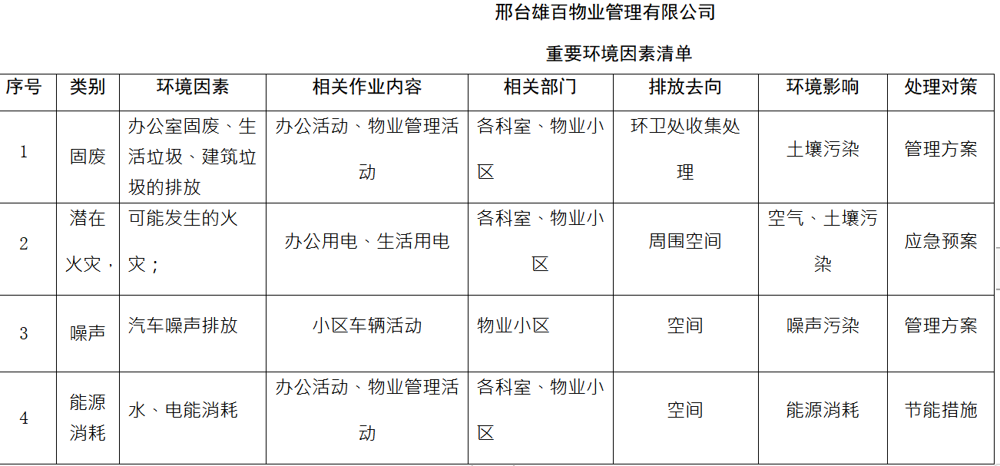 邢台雄百物业管理有限公司
重要环境因素清单
序号 类别 环境因素 相关作业内容 相关部门 排放去向 环境影响 处理对策
1
固废
办公室固废、生
活垃圾、建筑垃
圾的排放
办公活动、物业管理活
动
各科室、物业小
区
环卫处收集处
理
土壤污染
管理方案
2
潜在
火灾，
可能发生的火
灾；
办公用电、生活用电
各科室、物业小
区
周围空间
空气、土壤污
染
应急预案
3
噪声
汽车噪声排放
小区车辆活动
物业小区
空间
噪声污染
管理方案
4
能源
消耗
水、电能消耗
办公活动、物业管理活
动
各科室、物业小
区
空间
能源消耗
节能措施